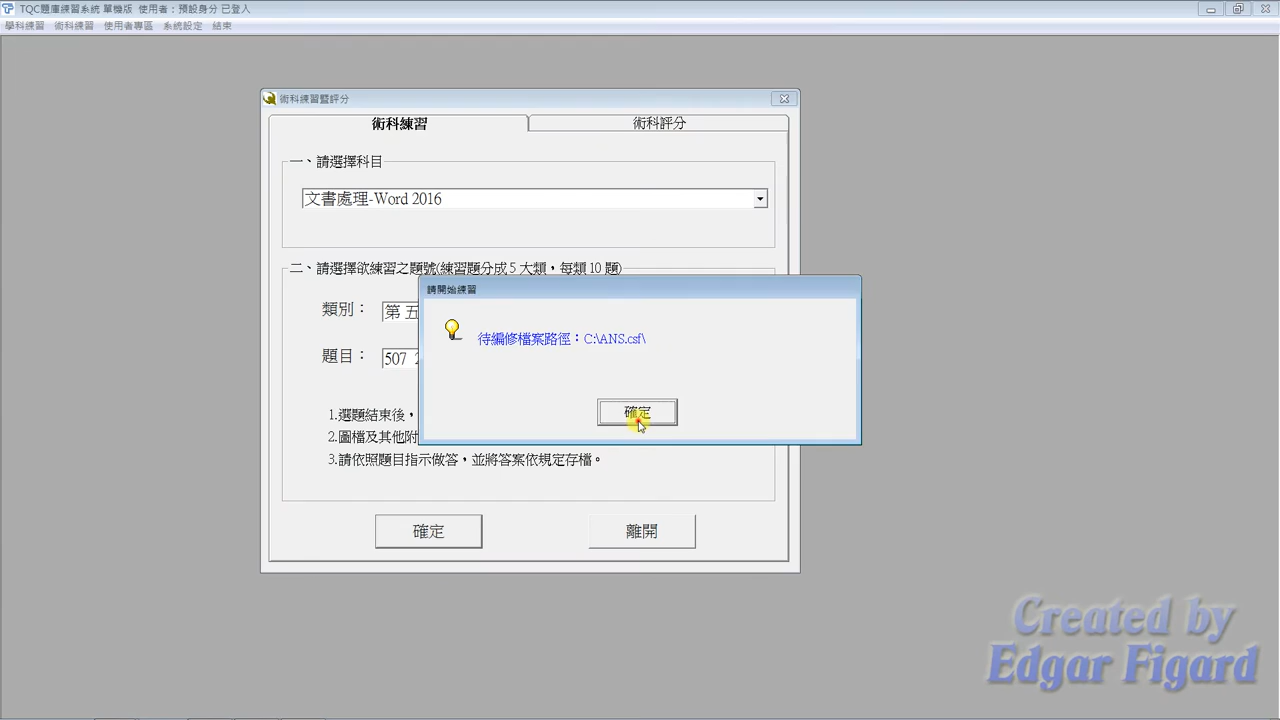 TQC題庫練習系統 單機版 使用者：預設身分 已登入
學科練習 術科練習 使用者專區 系統設定 結束
術科練習暨評分
術科練習 術科評分
一、請選擇科目
文書處理-Word 2016
二、請選擇欲練習之題號(練習題分成 5 大類，每類 10 題)
請開始練習
類別： 第 五
待編修檔案路徑：C:\ANS.csf\
題目： 507
確定
1.選題結束後，
2.圖檔及其他附
3.請依照題目指示做答，並將答案依規定存檔。
確定 離開
Created by
Edgar Figard